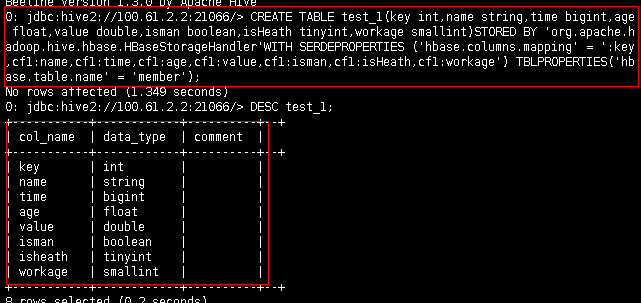 Beeline version 1.3.0 by Apache Hive
0: jdbc:hive2://100.61.2.2:21066/> CREATE TABLE test_1(key int,name string,time bigint,age
float,value double,isman boolean,isHeath tinyint,workage smallint)STORED BY 'org.apache.ha
doop.hive.hbase.HBaseStorageHandler'WITH SERDEPROPERTIES ('hbase.columns.mapping' = ':key
,cf1:name,cf1:time,cf1:age,cf1:value,cf1:isman,cf1:isHeath,cf1:workage') TBLPROPERTIES('hb
ase.table.name' = 'member');
No rows affected (1.349 seconds)
0: jdbc:hive2://100.61.2.2:21066/> DESC test_1;
+-----------+------------+----------+--+
| col_name | data_type | comment |
+-----------+------------+----------+--+
| key | int | |
| name | string | |
| time | bigint | |
| age | float | |
| value | double | |
| isman | boolean | |
| isheath | tinyint | |
| workage | smallint | |
+-----------+------------+----------+--+
8 rows selected (0.2 seconds)